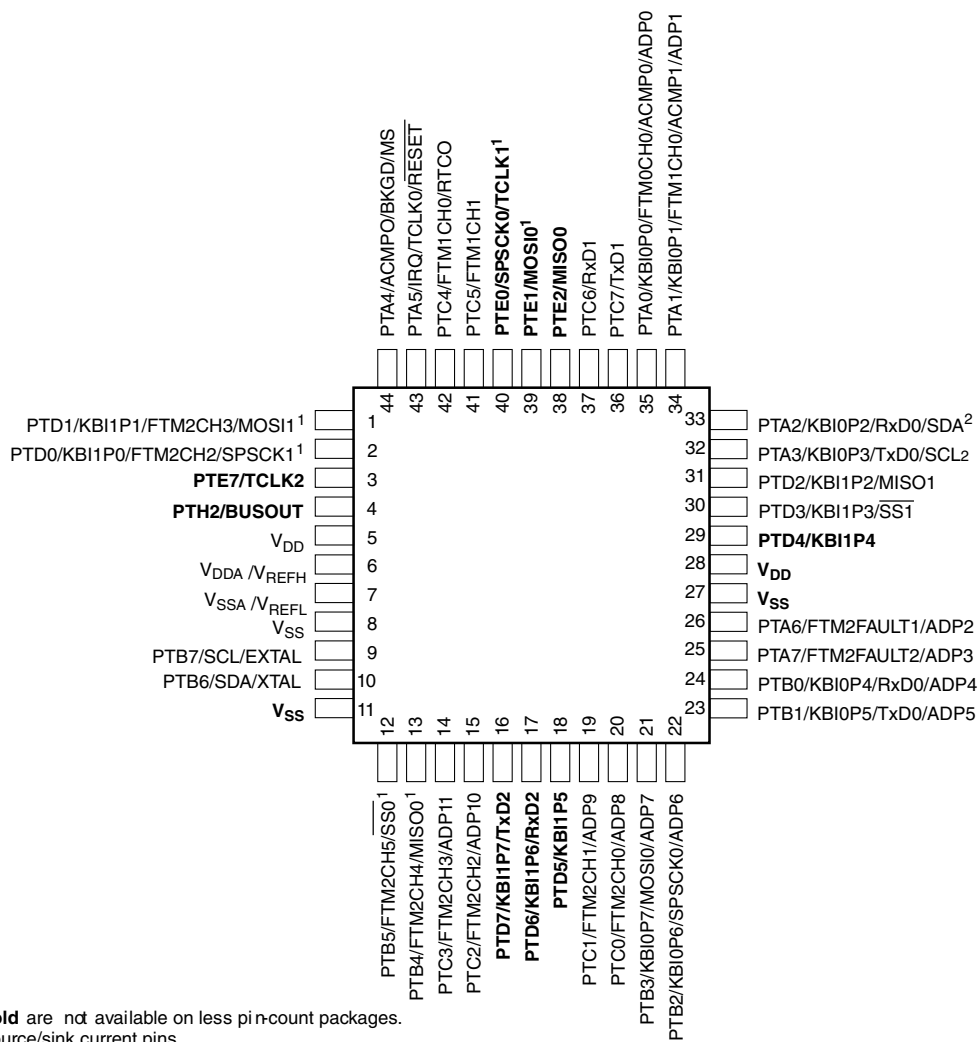 PTA4/ACMPO/BKGD/MS
PTA5/IRQ/TCLK0/RESET
PTC4/FTM1CH0/RTCO
PTC5/FTM1CH1
PTE0/SPSCK0/TCLK1¹
PTE1/MOSI0¹
PTE2/MISO0
PTC6/RxD1
PTC7/TxD1
PTA0/KBI0P0/FTM0CH0/ACMP0/ADP0
PTA1/KBI0P1/FTM1CH0/ACMP1/ADP1
44
43
42
41
40
39
38
37
36
35
34
PTD1/KBI1P1/FTM2CH3/MOSI1¹ 1
PTD0/KBI1P0/FTM2CH2/SPSCK1¹ 2
PTE7/TCLK2 3
PTH2/BUSOUT 4
VDD 5
VDDA /VREFH 6
VSSA /VREFL 7
VSS 8
PTB7/SCL/EXTAL 9
PTB6/SDA/XTAL 10
VSS 11
33 PTA2/KBI0P2/RxD0/SDA²
32 PTA3/KBI0P3/TxD0/SCL2
31 PTD2/KBI1P2/MISO1
30 PTD3/KBI1P3/SS1
29 PTD4/KBI1P4
28 VDD
27 VSS
26 PTA6/FTM2FAULT1/ADP2
25 PTA7/FTM2FAULT2/ADP3
24 PTB0/KBI0P4/RxD0/ADP4
23 PTB1/KBI0P5/TxD0/ADP5
12
13
14
15
16
17
18
19
20
21
22
PTB5/FTM2CH5/SS0¹
PTB4/FTM2CH4/MISO0¹
PTC3/FTM2CH3/ADP11
PTC2/FTM2CH2/ADP10
PTD7/KBI1P7/TxD2
PTD6/KBI1P6/RxD2
PTD5/KBI1P5
PTC1/FTM2CH1/ADP9
PTC0/FTM2CH0/ADP8
PTB3/KBI0P7/MOSI0/ADP7
PTB2/KBI0P6/SPSCK0/ADP6
old are not available on less pin-count packages.
urce/sink current pins